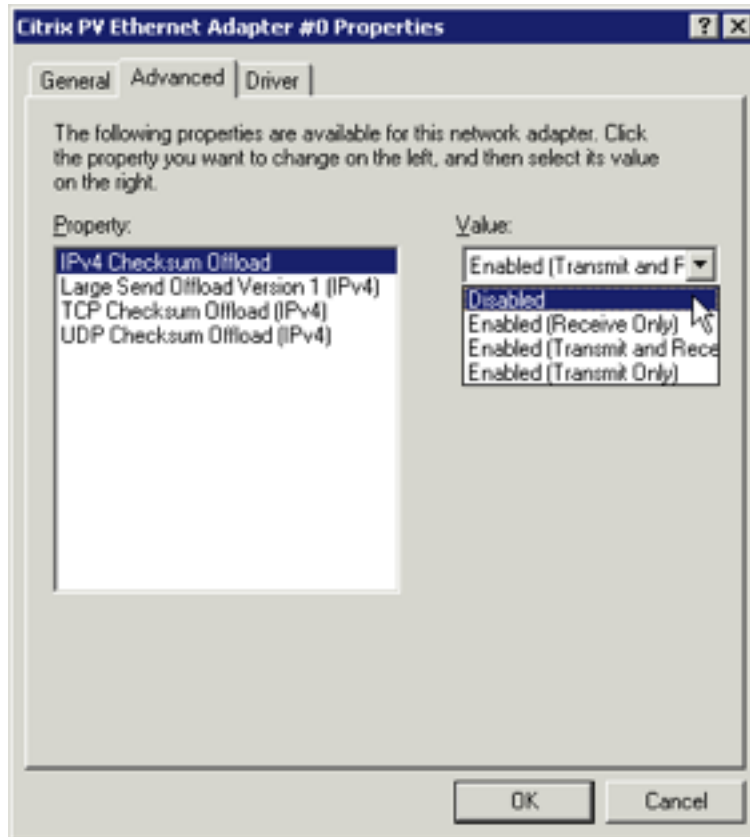 Citrix PV Ethernet Adapter #0 Properties
General
Advanced
Driver
The following properties are available for this network adapter. Click
the property you want to change on the left, and then select its value
on the right.
Property:
IPv4 Checksum Offload
Large Send Offload Version 1 (IPv4)
TCP Checksum Offload (IPv4)
UDP Checksum Offload (IPv4)
Value:
Enabled (Transmit and F
Disabled
Enabled (Receive Only)
Enabled (Transmit and Rece
Enabled (Transmit Only)
OK
Cancel